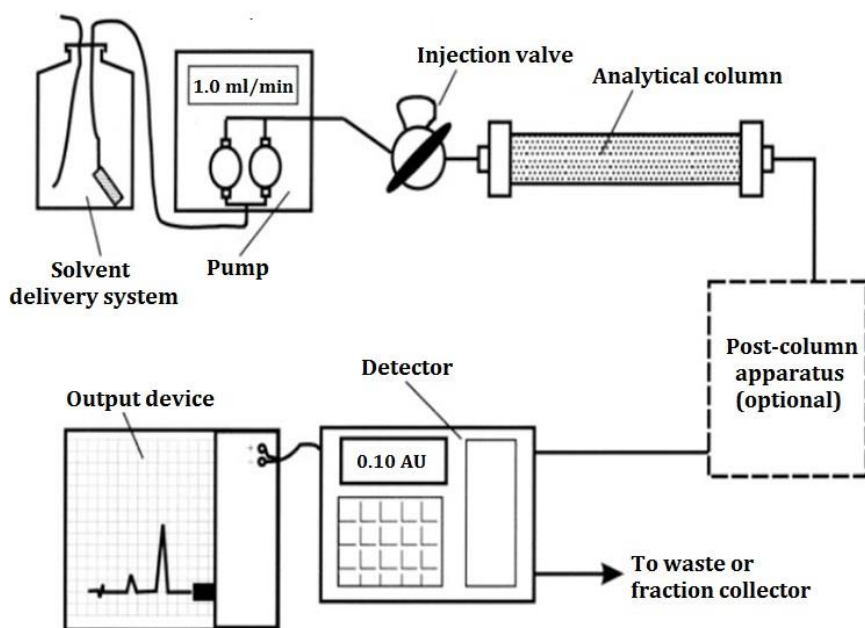 1.0 ml/min
Injection valve
Analytical column
Solvent
delivery system
Pump
Post-column
apparatus
(optional)
Detector
Output device
0.10 AU
+
-
To waste or
fraction collector